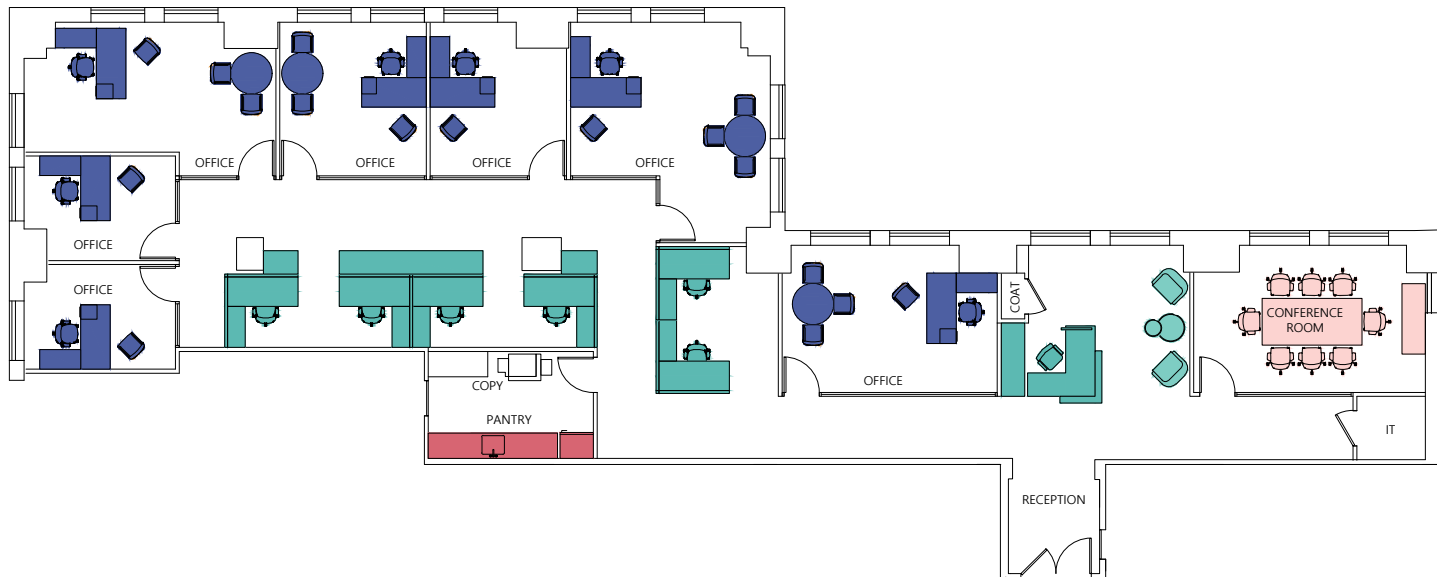 OFFICE
OFFICE
OFFICE
OFFICE
OFFICE
OFFICE
COAT
CONFERENCE
ROOM
OFFICE
COPY
PANTRY
IT
RECEPTION